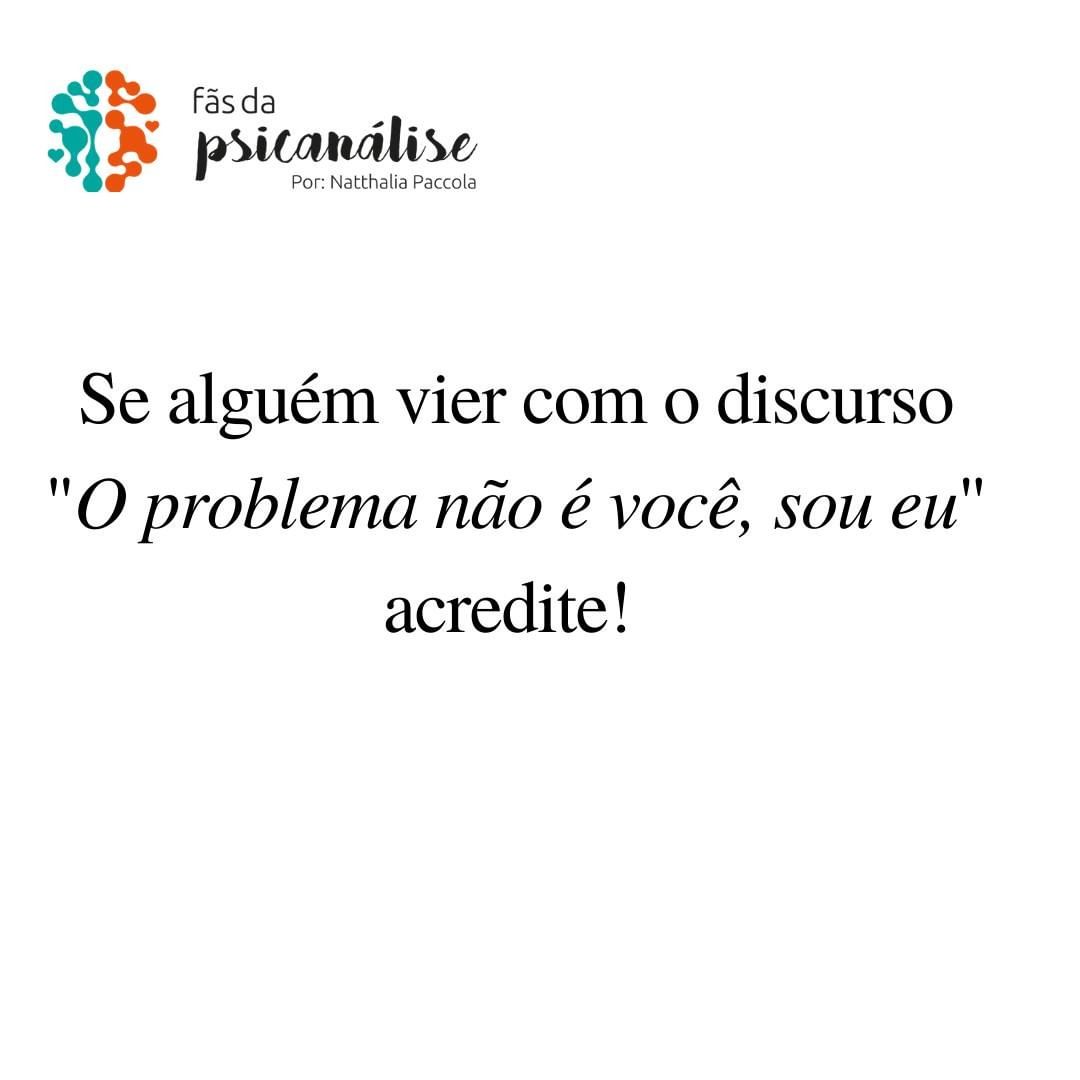 fãs da
psicanálise
Por: Natthalia Paccola
Se alguém vier com o discurso
"O problema não é você, sou eu"
acredite!